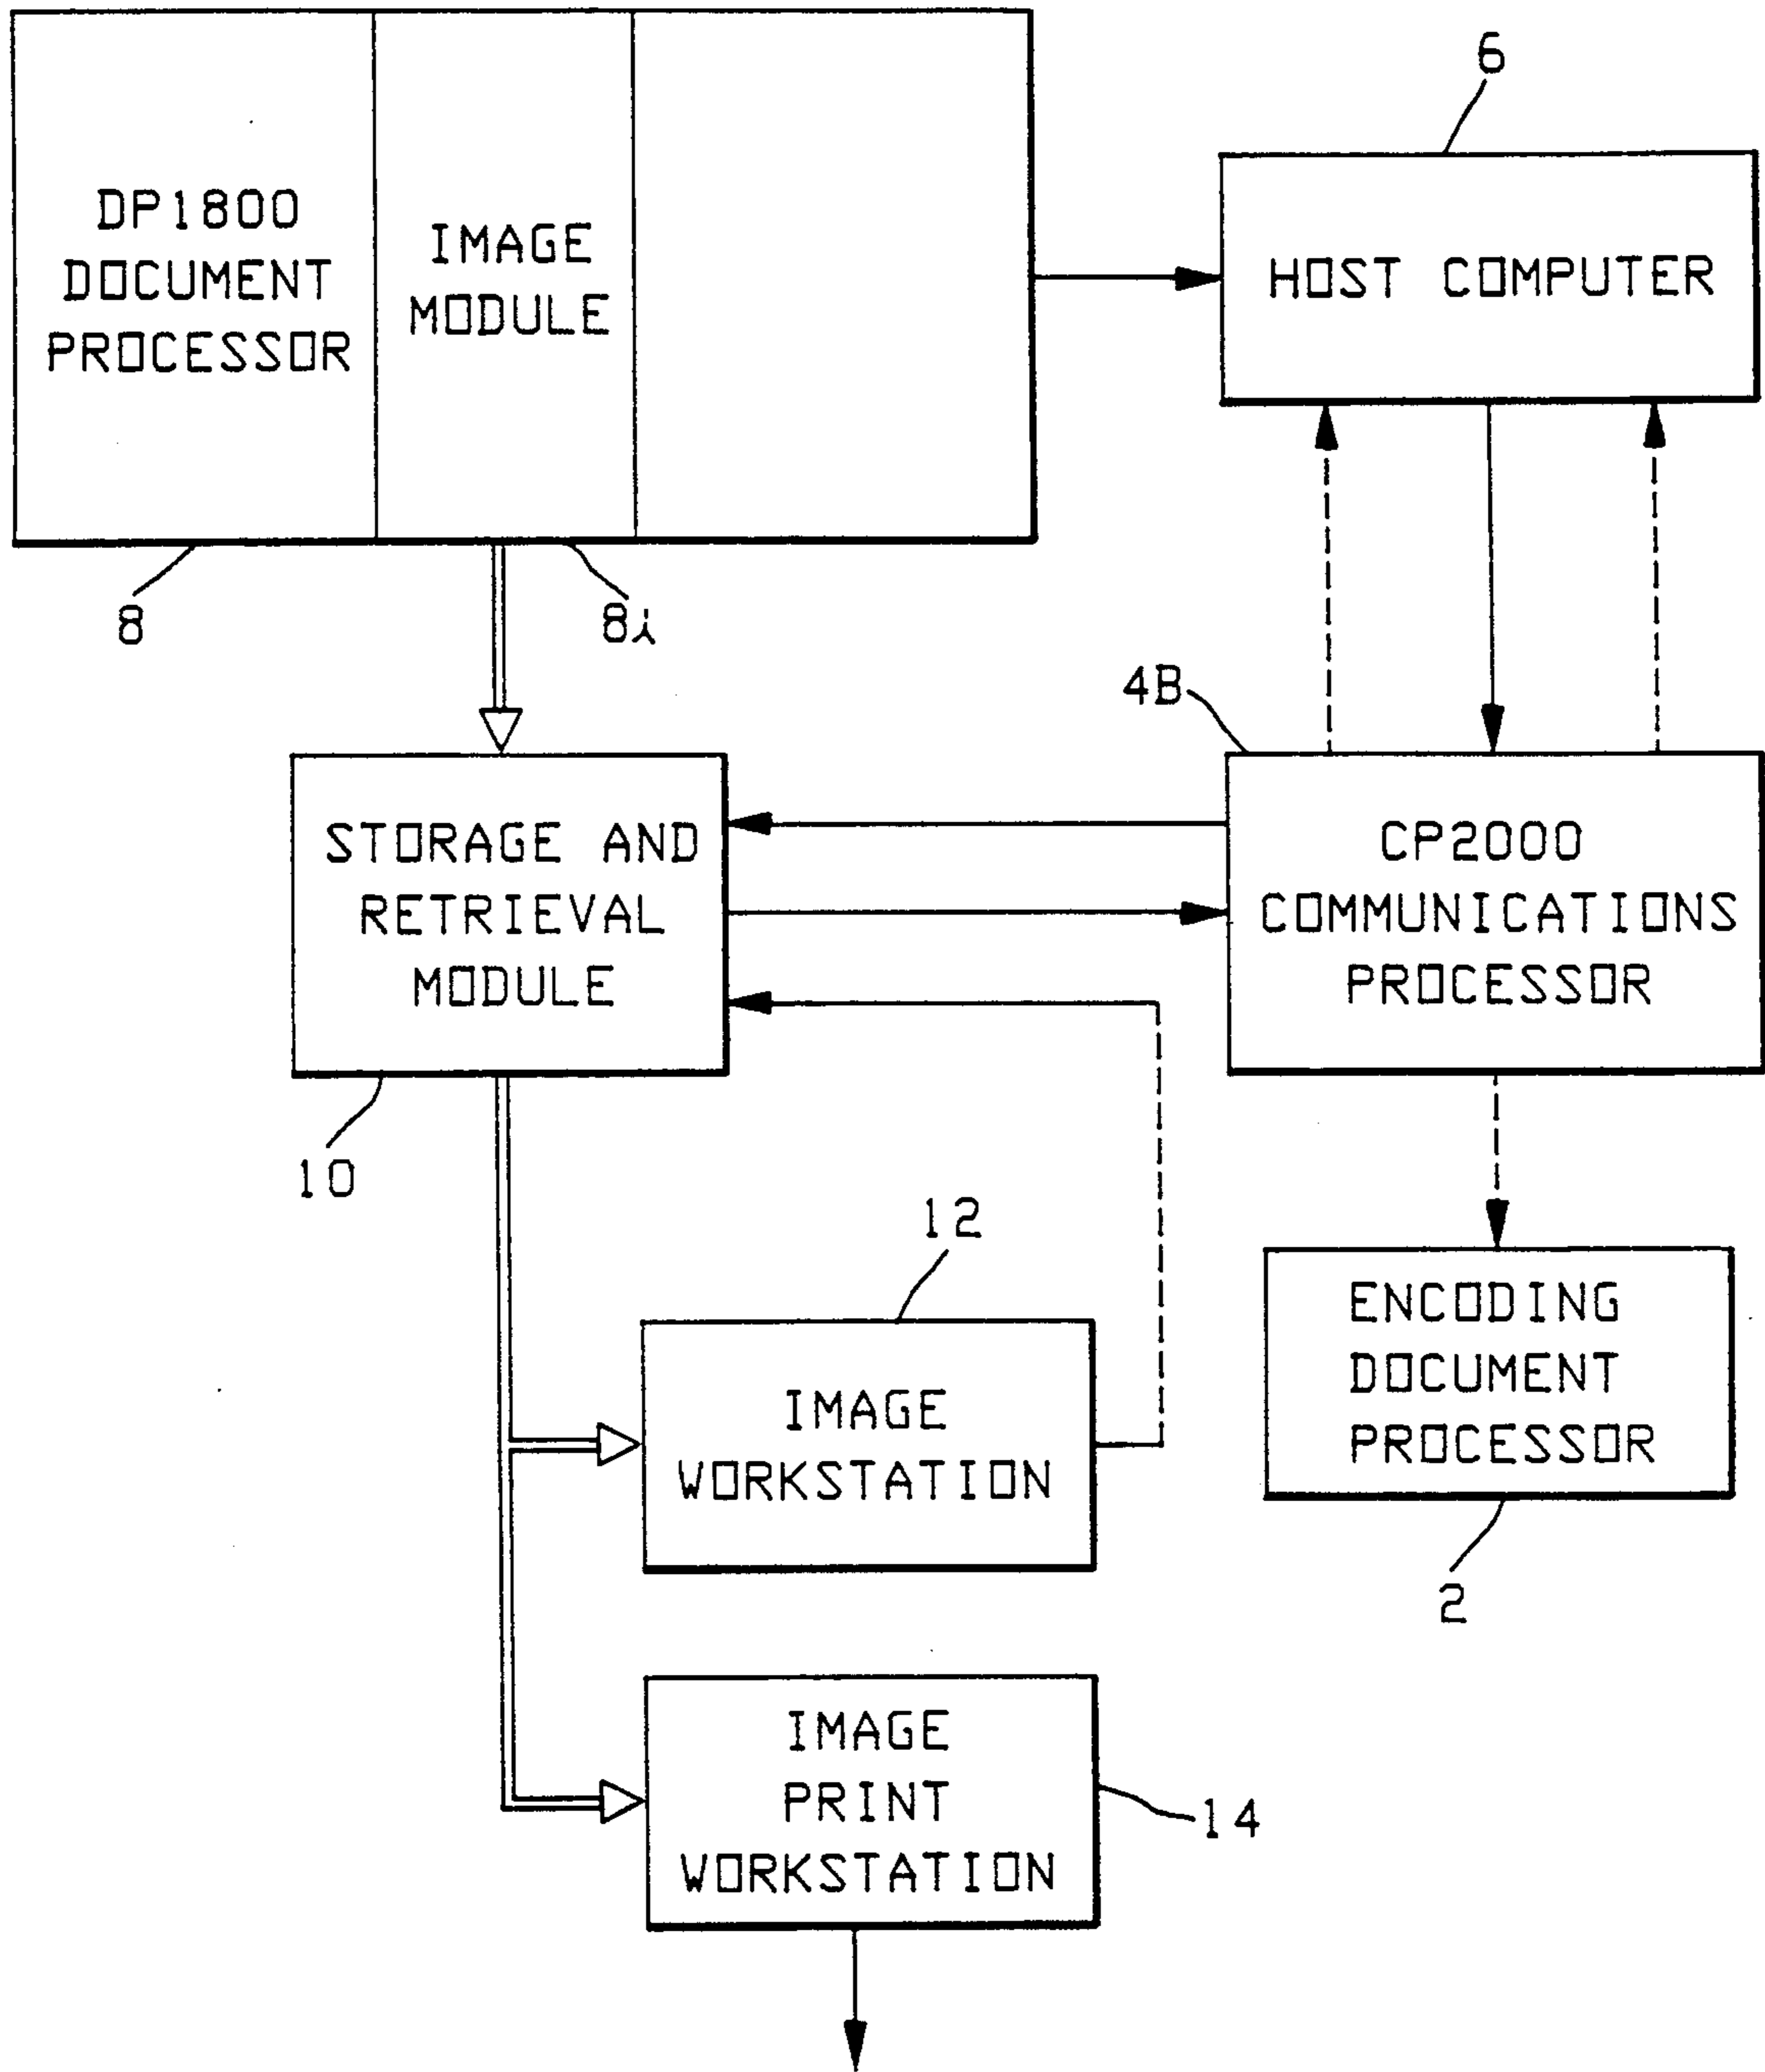 6
DP1800
DOCUMENT
PROCESSOR
IMAGE
MODULE
HOST COMPUTER
8
8i
4B
STORAGE AND
RETRIEVAL
MODULE
CP2000
COMMUNICATIONS
PROCESSOR
10
12
ENCODING
DOCUMENT
PROCESSOR
IMAGE
WORKSTATION
2
IMAGE
PRINT
WORKSTATION
14